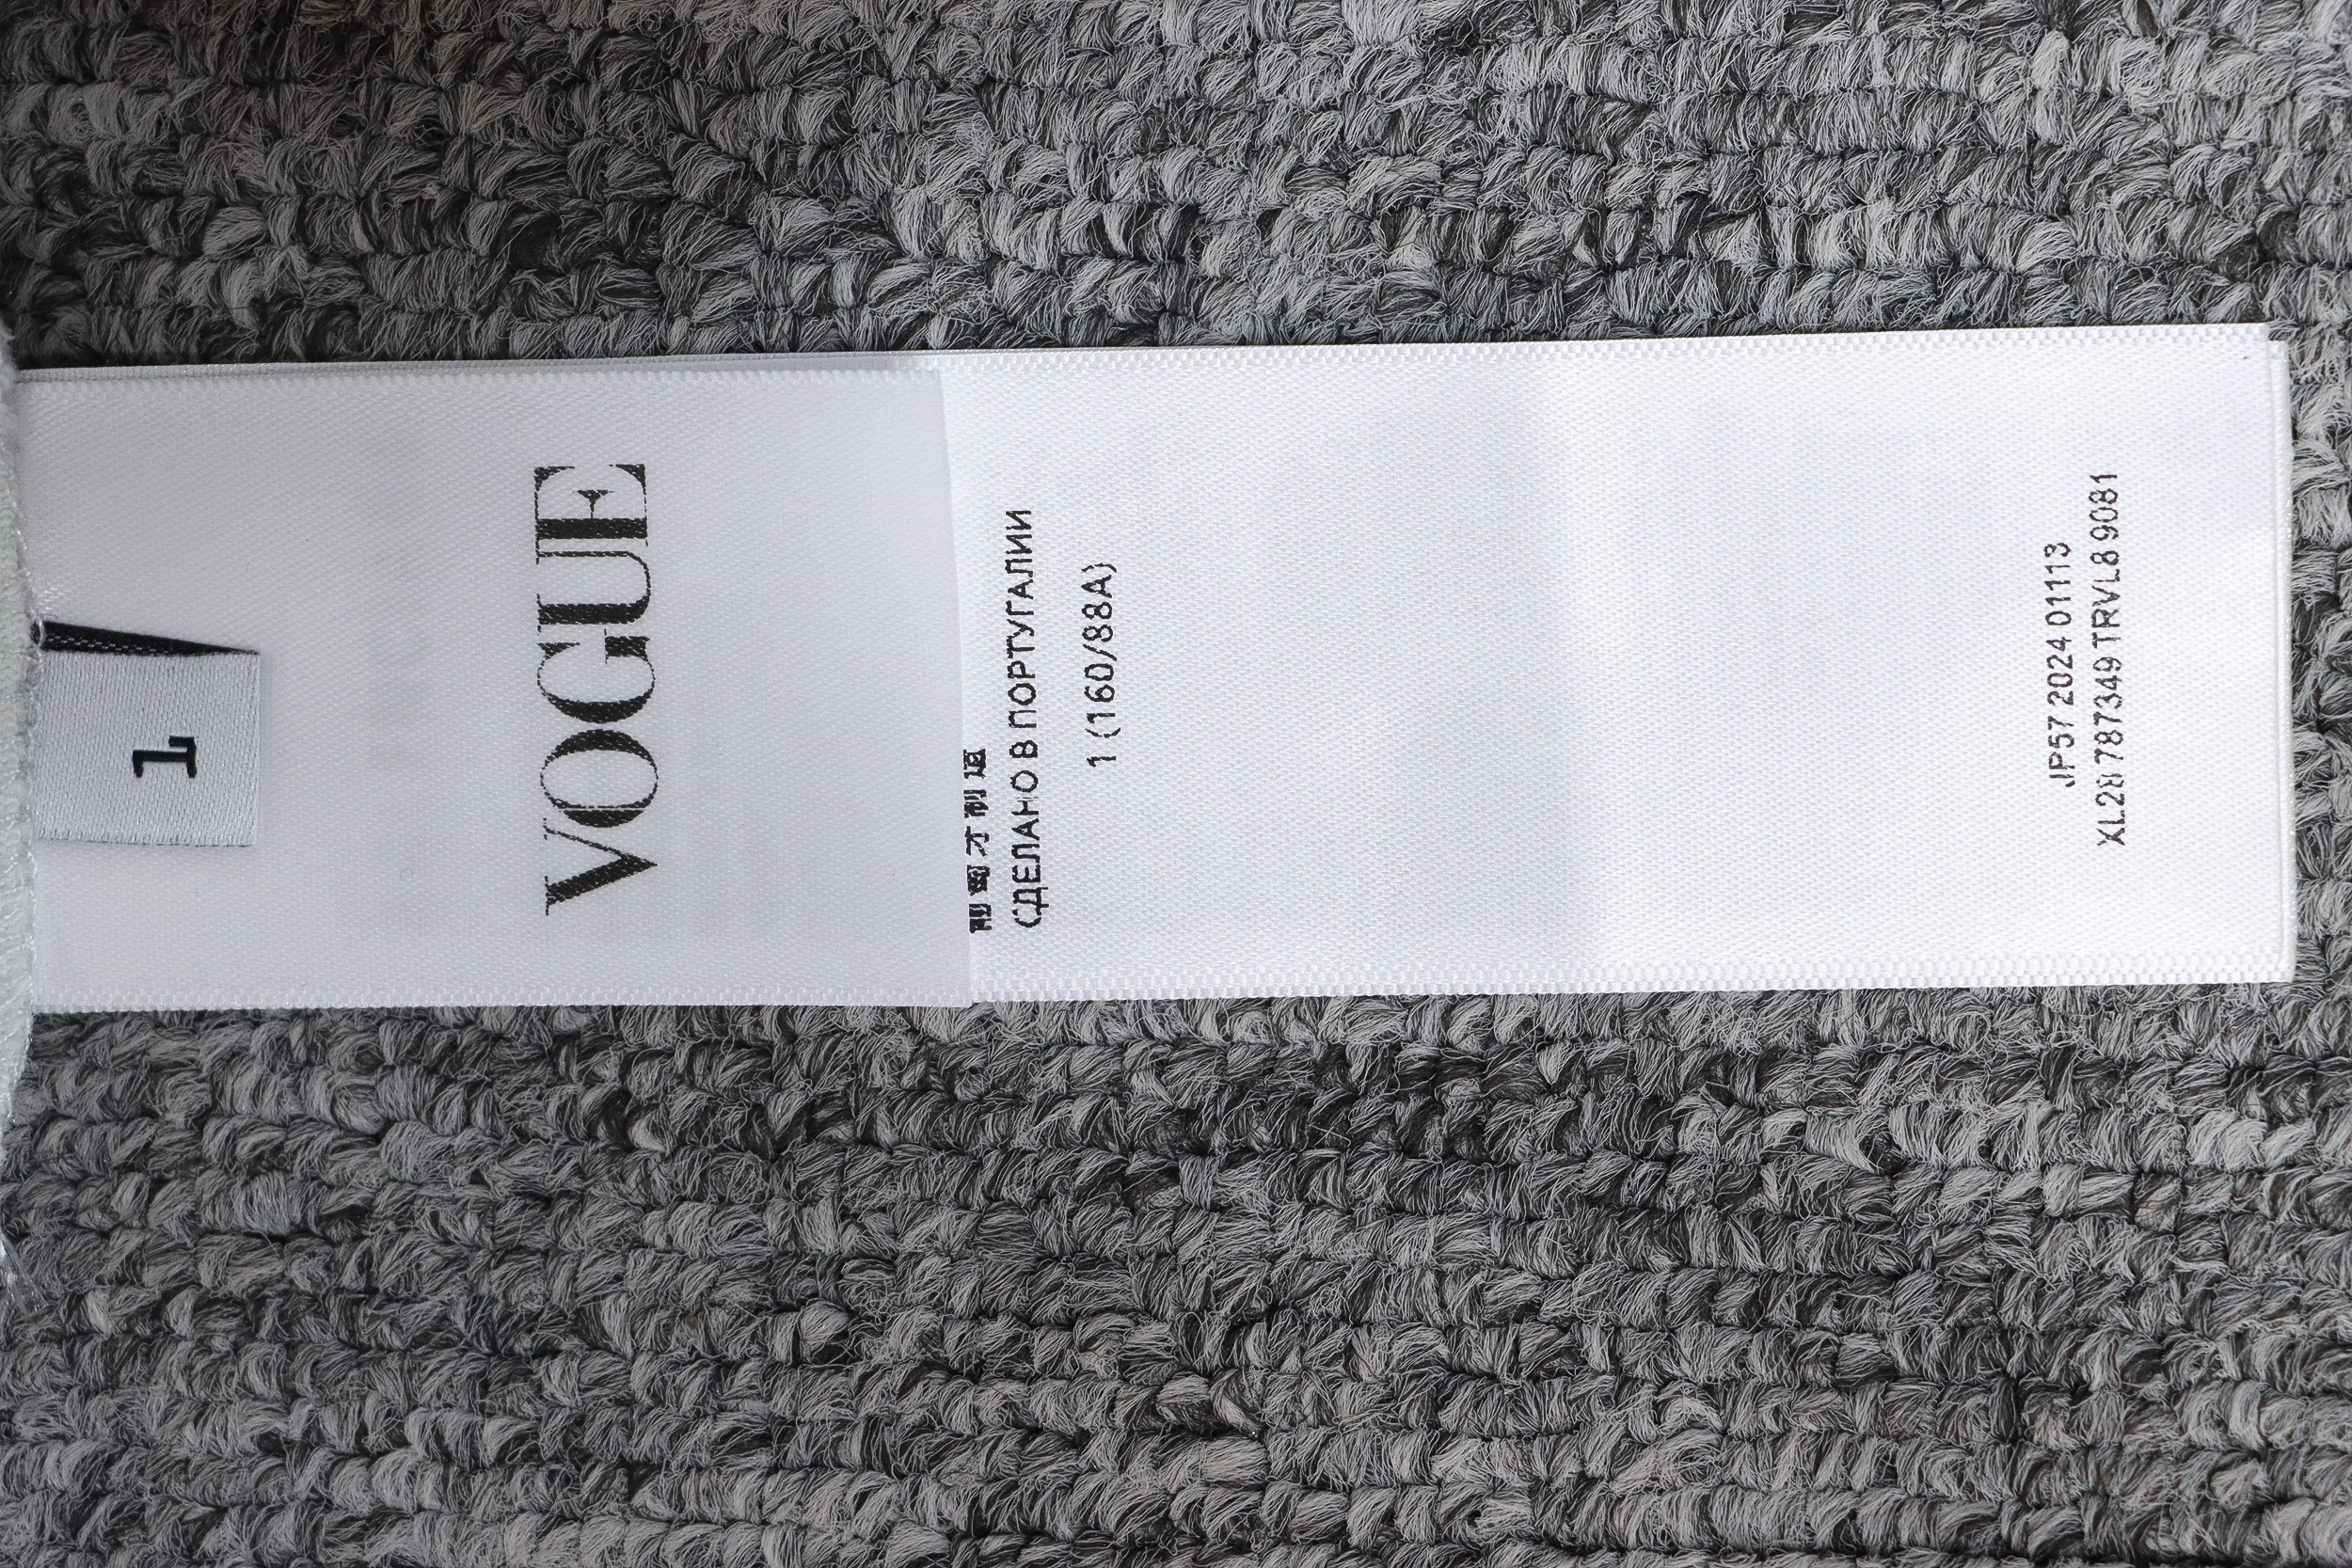 1
VOGUE
СДЕЛАНО В ПОРТУГАЛИИ
1 (160/88A)
JP57 2024 01113
XL28 787349 TRVL8 9081